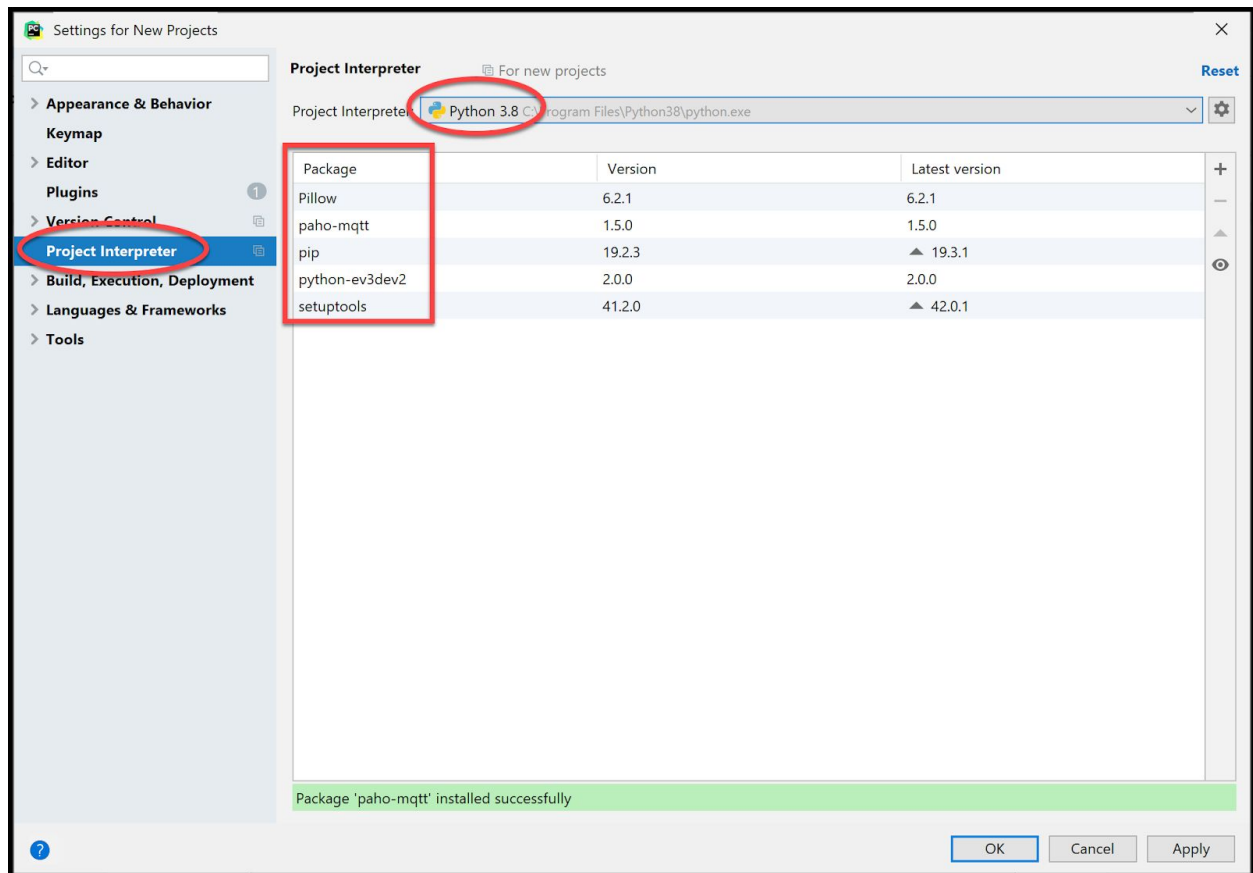 PC
Settings for New Projects
Appearance & Behavior
Keymap
Editor
Plugins 1
Version Control
Project Interpreter
Build, Execution, Deployment
Languages & Frameworks
Tools
Project Interpreter For new projects Reset
Project Interpreter Python 3.8 C:\Program Files\Python38\python.exe
Package Version Latest version
Pillow 6.2.1 6.2.1
paho-mqtt 1.5.0 1.5.0
pip 19.2.3 19.3.1
python-ev3dev2 2.0.0 2.0.0
setuptools 41.2.0 42.0.1
Package 'paho-mqtt' installed successfully
? OK Cancel Apply